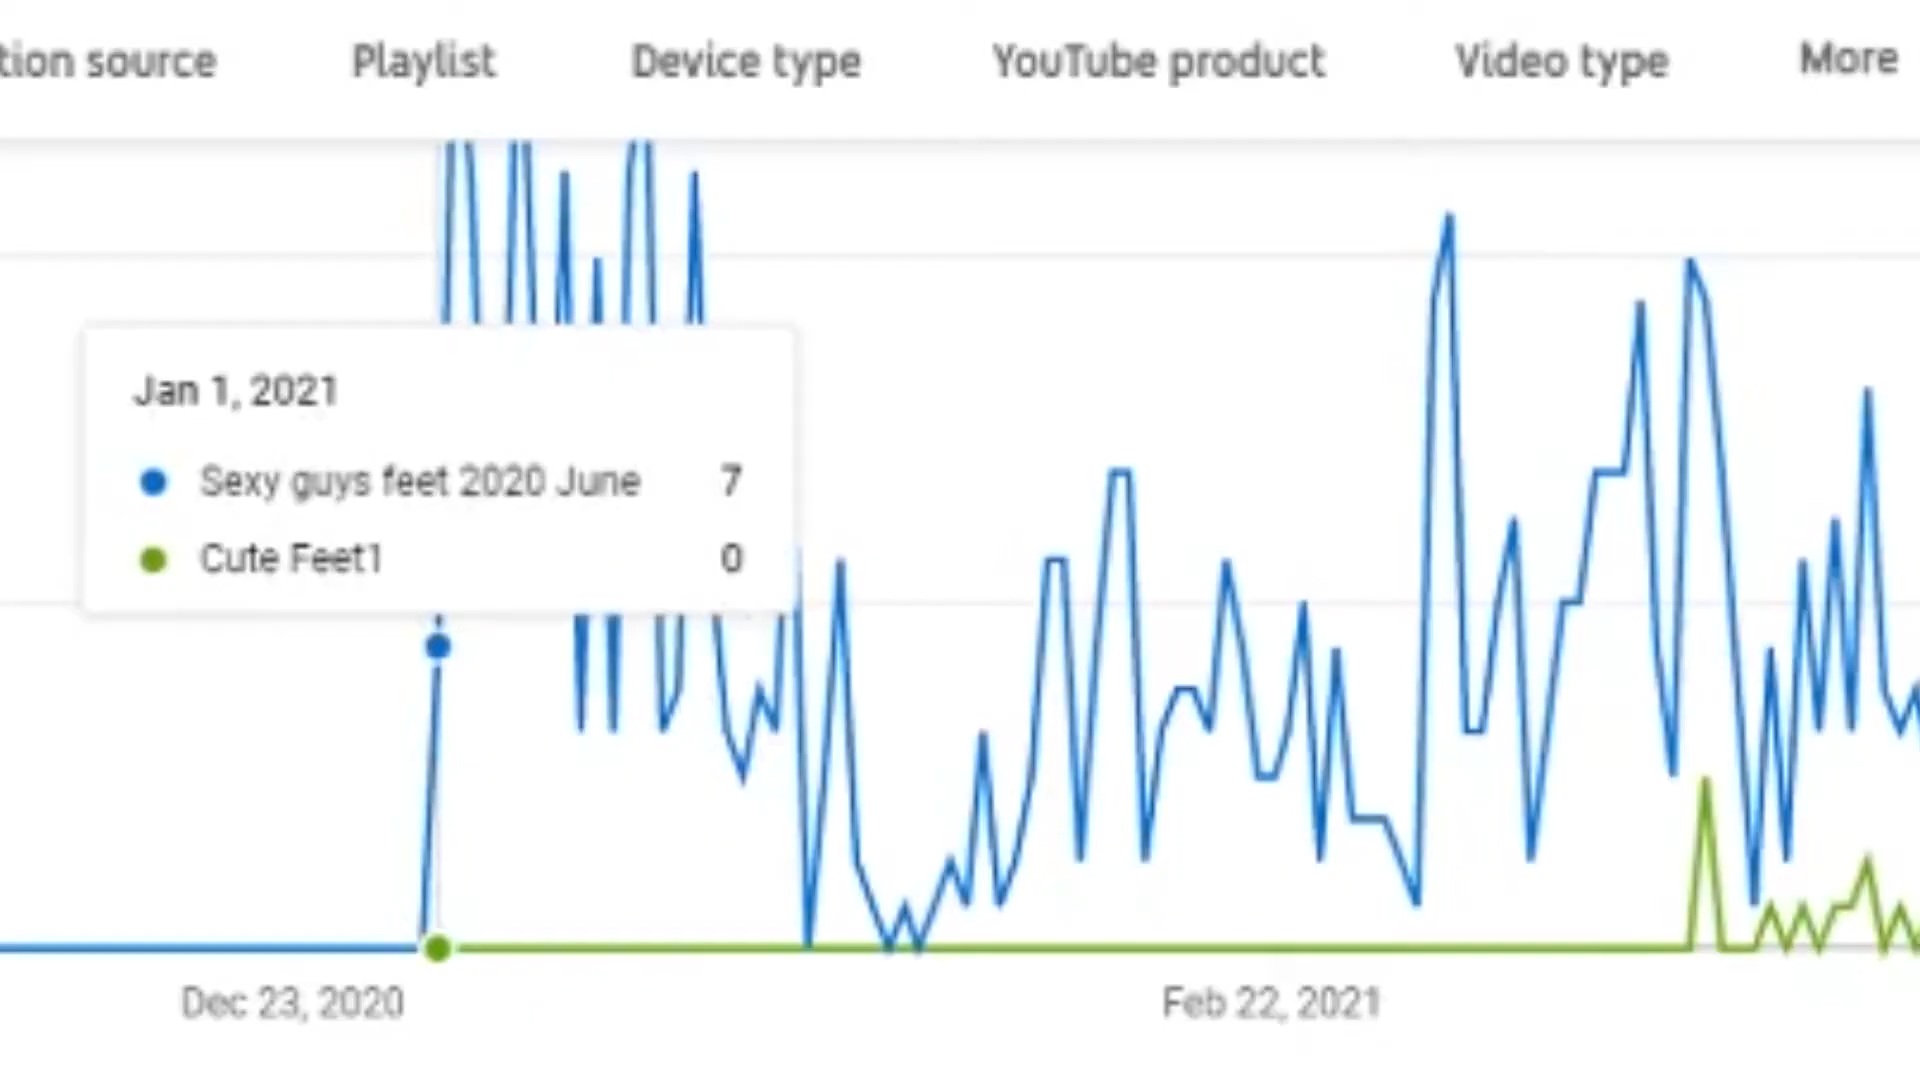 tion source Playlist Device type YouTube product Video type More
Jan 1, 2021
Sexy guys feet 2020 June 7
Cute Feet1 0
Dec 23, 2020 Feb 22, 2021